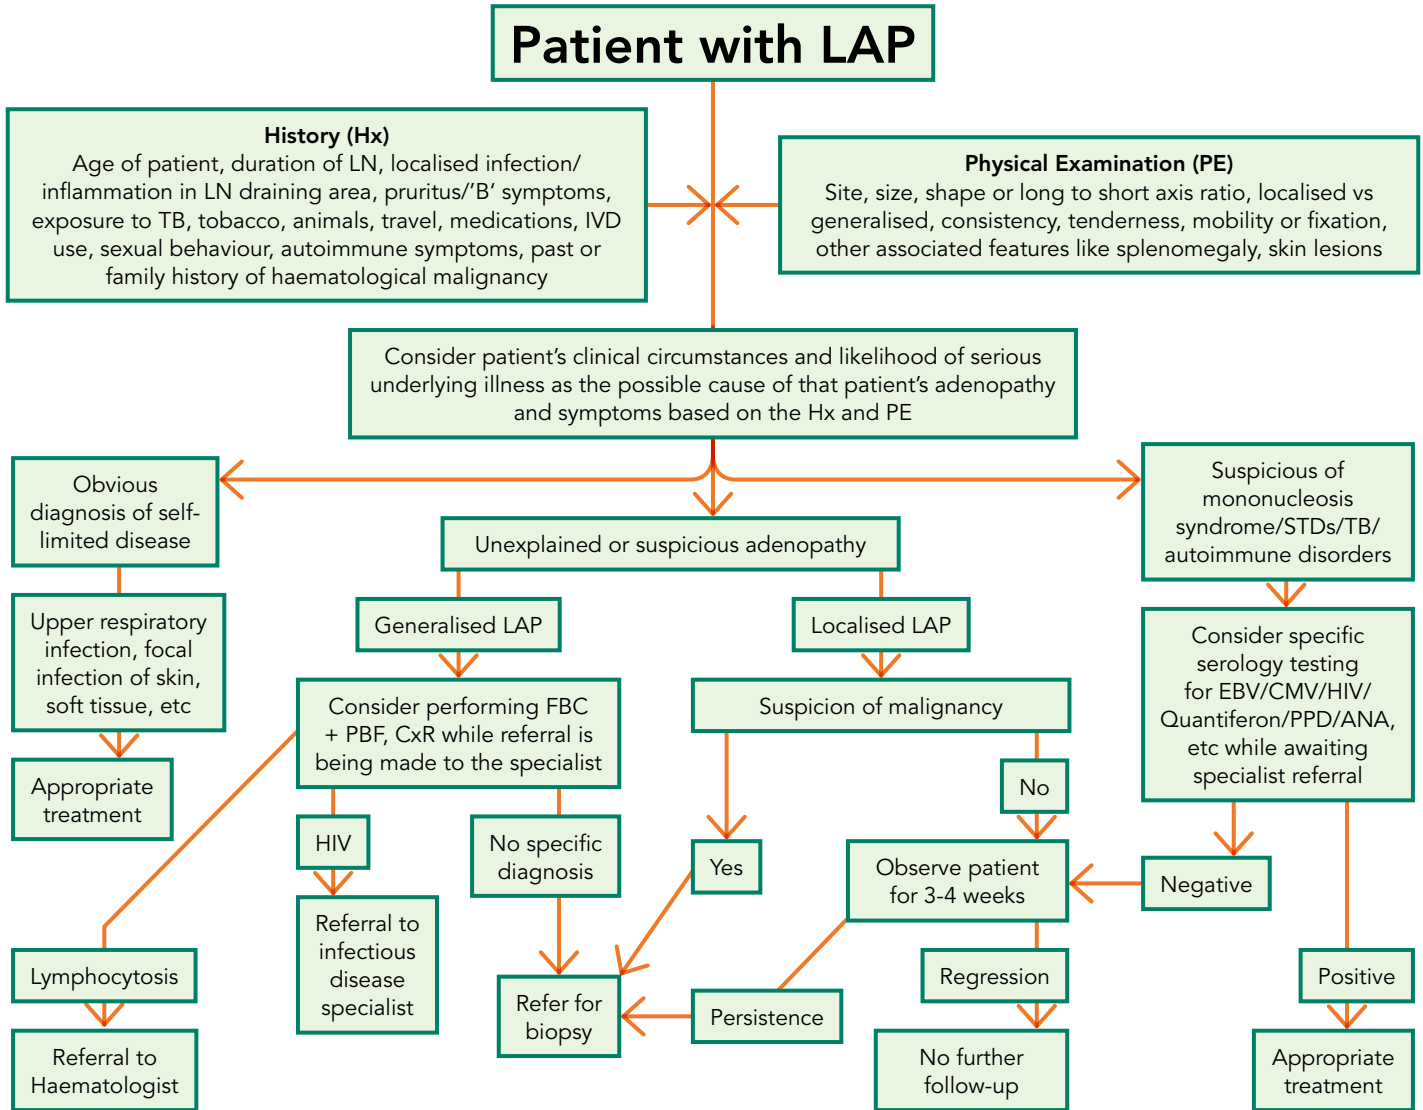 Patient with LAP
History (Hx)
Age of patient, duration of LN, localised infection/
inflammation in LN draining area, pruritus/'B' symptoms,
exposure to TB, tobacco, animals, travel, medications, IVD
use, sexual behaviour, autoimmune symptoms, past or
family history of haematological malignancy
Physical Examination (PE)
Site, size, shape or long to short axis ratio, localised vs
generalised, consistency, tenderness, mobility or fixation,
other associated features like splenomegaly, skin lesions
Consider patient's clinical circumstances and likelihood of serious
underlying illness as the possible cause of that patient's adenopathy
and symptoms based on the Hx and PE
Obvious
diagnosis of self-
limited disease
Upper respiratory
infection, focal
infection of skin,
soft tissue, etc
Appropriate
treatment
Unexplained or suspicious adenopathy
Generalised LAP
Consider performing FBC
+ PBF, CxR while referral is
being made to the specialist
Lymphocytosis
Referral to
Haematologist
HIV
Referral to
infectious
disease
specialist
No specific
diagnosis
Refer for
biopsy
Localised LAP
Suspicion of malignancy
Yes
No
Observe patient
for 3-4 weeks
Persistence
Regression
No further
follow-up
Suspicious of
mononucleosis
syndrome/STDs/TB/
autoimmune disorders
Consider specific
serology testing
for EBV/CMV/HIV/
Quantiferon/PPD/ANA,
etc while awaiting
specialist referral
Negative
Positive
Appropriate
treatment